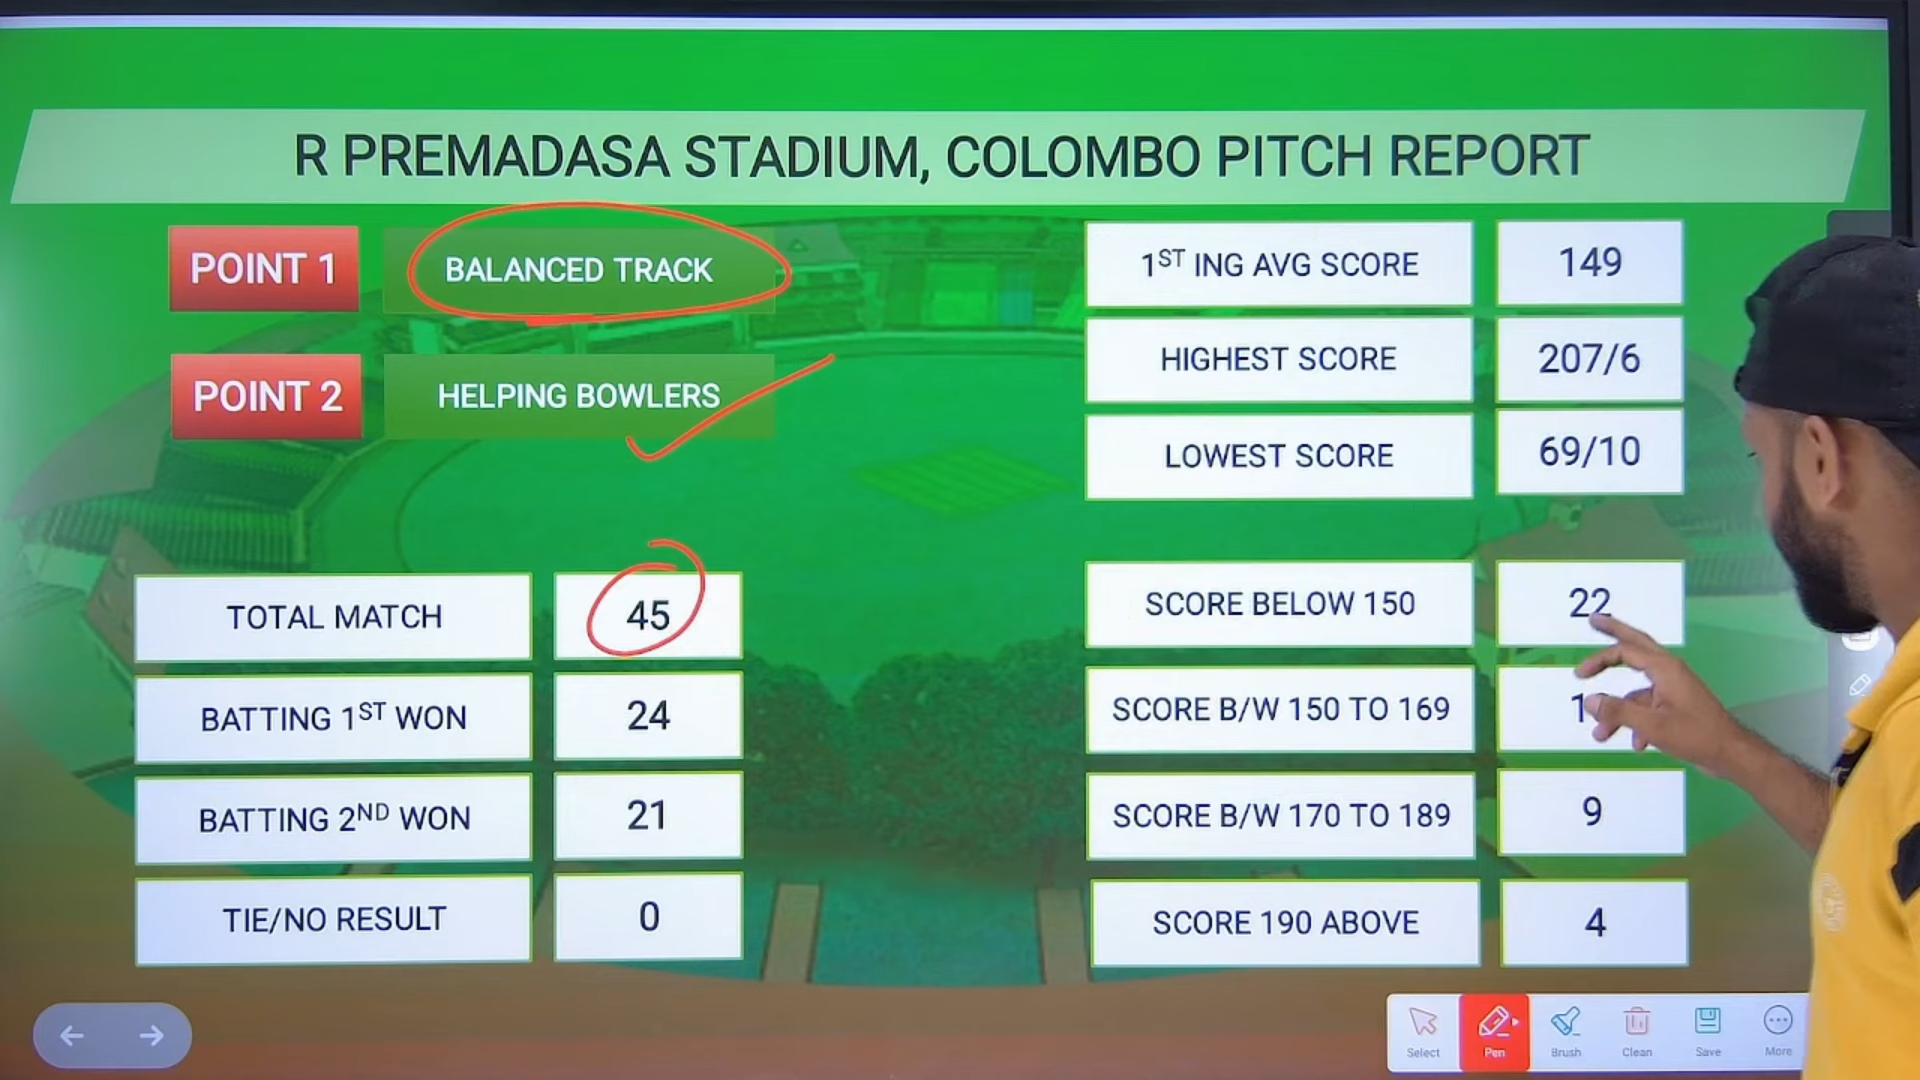 R PREMADASA STADIUM, COLOMBO PITCH REPORT
POINT 1
BALANCED TRACK
POINT 2
HELPING BOWLERS
1ST ING AVG SCORE
149
HIGHEST SCORE
207/6
LOWEST SCORE
69/10
TOTAL MATCH
45
BATTING 1ST WON
24
BATTING 2ND WON
21
TIE/NO RESULT
0
SCORE BELOW 150
22
SCORE B/W 150 TO 169
SCORE B/W 170 TO 189
9
SCORE 190 ABOVE
4
Select
Pen
Brush
Clean
Save
More